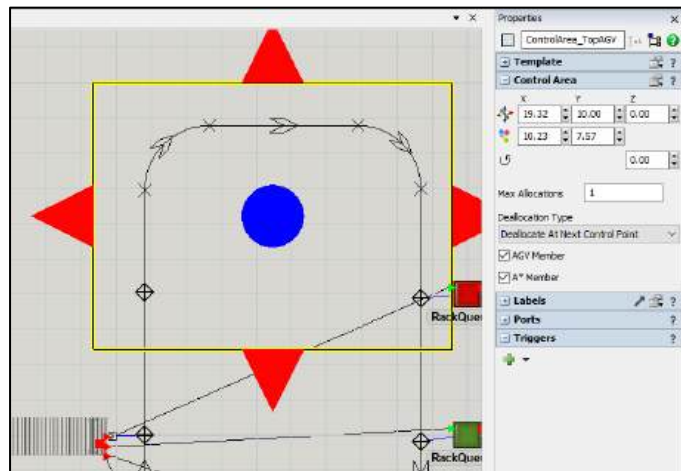 Properties
ControlArea_TopAGV
Template
?
Control Area
?
X Y Z
19.32 10.00 0.00
10.23 7.57
0.00
Max Allocations 1
Deallocation Type
Deallocate At Next Control Point
AGV Member
A* Member
Labels
?
Ports
?
Triggers
?
RackQue
RackQue